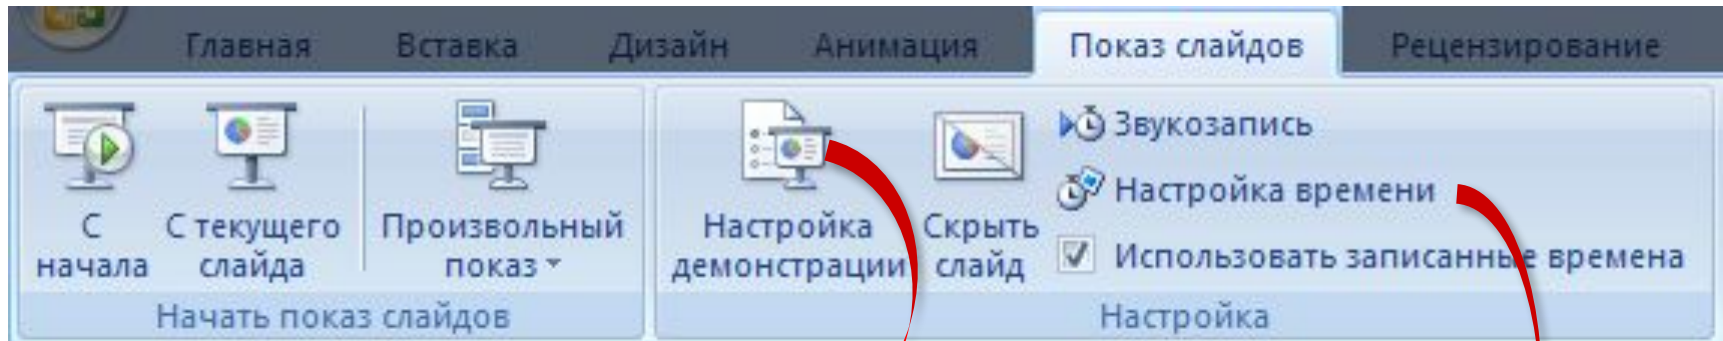 Главная Вставка Дизайн Анимация Показ слайдов Рецензирование
С начала
С текущего слайда
Произвольный показ
Начать показ слайдов
Настройка демонстрации
Скрыть слайд
Звукозапись
Настройка времени
Использовать записанные времена
Настройка